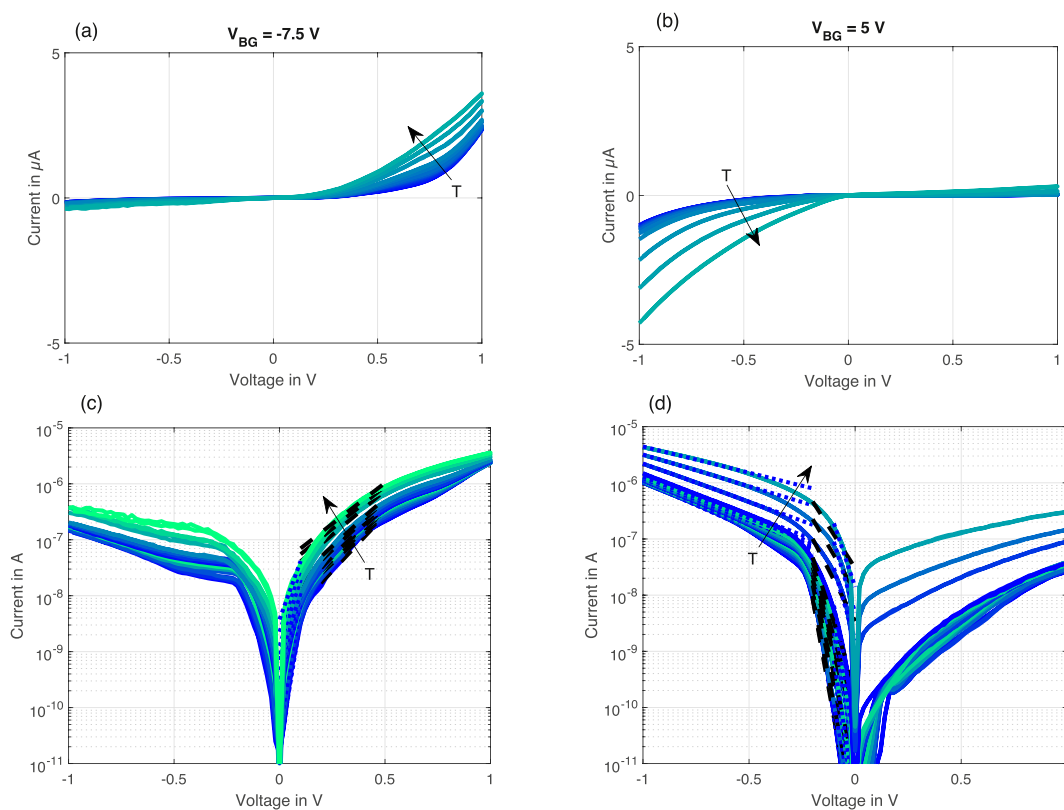 (a)
V_BG = -7.5 V
5
0
-5
Current in µA
T
-1
-0.5
0
0.5
1
Voltage in V
(b)
V_BG = 5 V
5
0
-5
Current in µA
T
-1
-0.5
0
0.5
1
Voltage in V
(c)
10^-5
10^-6
10^-7
10^-8
10^-9
10^-10
10^-11
Current in A
T
-1
-0.5
0
0.5
1
Voltage in V
(d)
10^-5
10^-6
10^-7
10^-8
10^-9
10^-10
10^-11
Current in A
T
-1
-0.5
0
0.5
1
Voltage in V